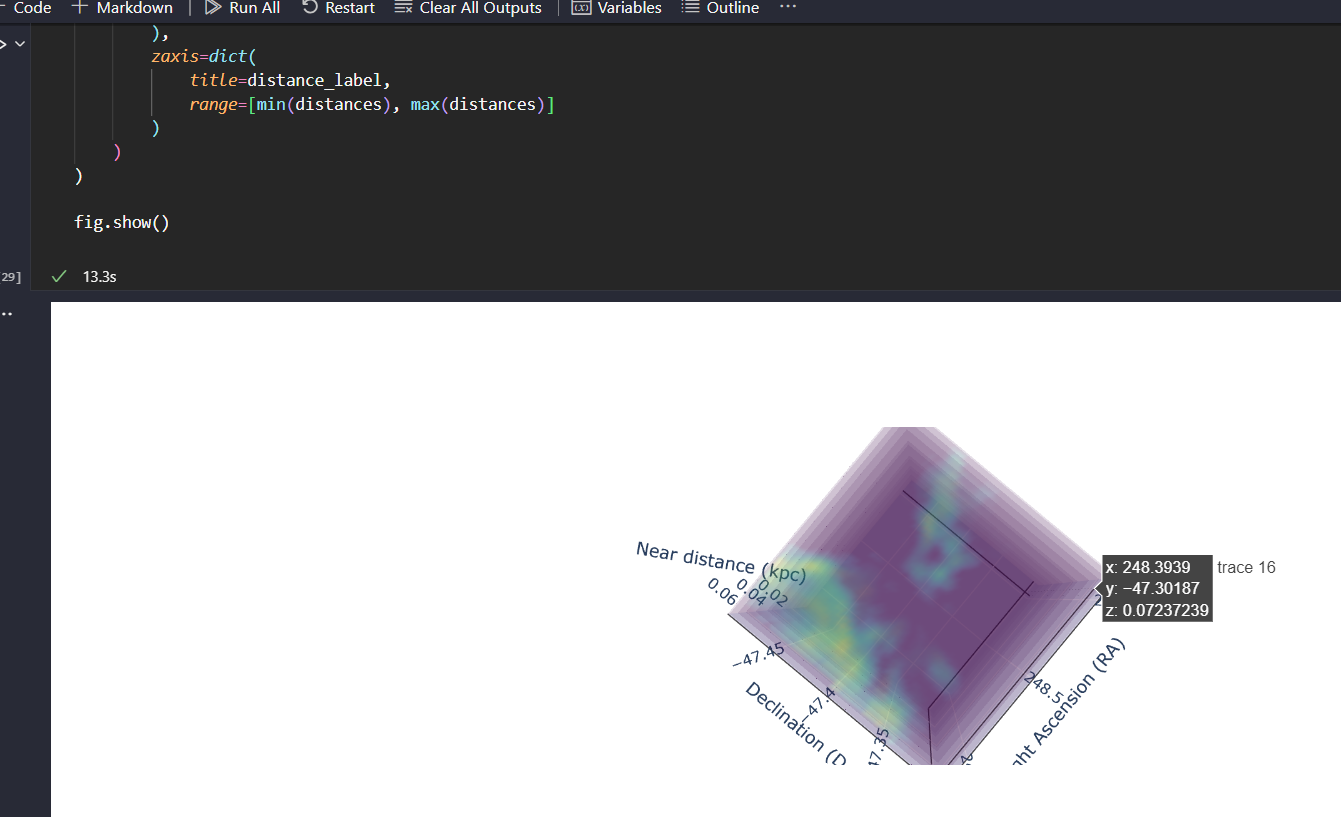 Code + Markdown Run All Restart Clear All Outputs Variables Outline ...
),
zaxis=dict(
title=distance_label,
range=[min(distances), max(distances)]
)
)
)
fig.show()
29] 13.3s
Near distance (kpc)
0.06 0.04 0.02
x: 248.3939 trace 16
y: −47.30187
z: 0.07237239
−47.45
−47.4
47.35
Declination (D
248.5
ght Ascension (RA)